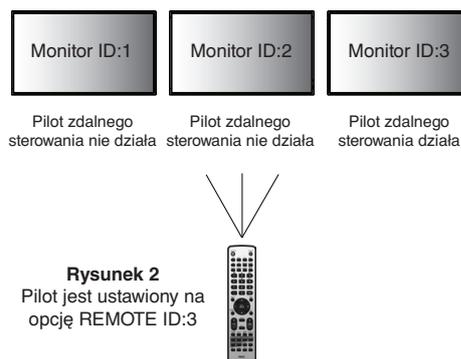 Monitor ID:1
Monitor ID:2
Monitor ID:3
Pilot zdalnego
sterowania nie działa
Pilot zdalnego
sterowania nie działa
Pilot zdalnego
sterowania działa
Rysunek 2
Pilot jest ustawiony na
opcję REMOTE ID:3